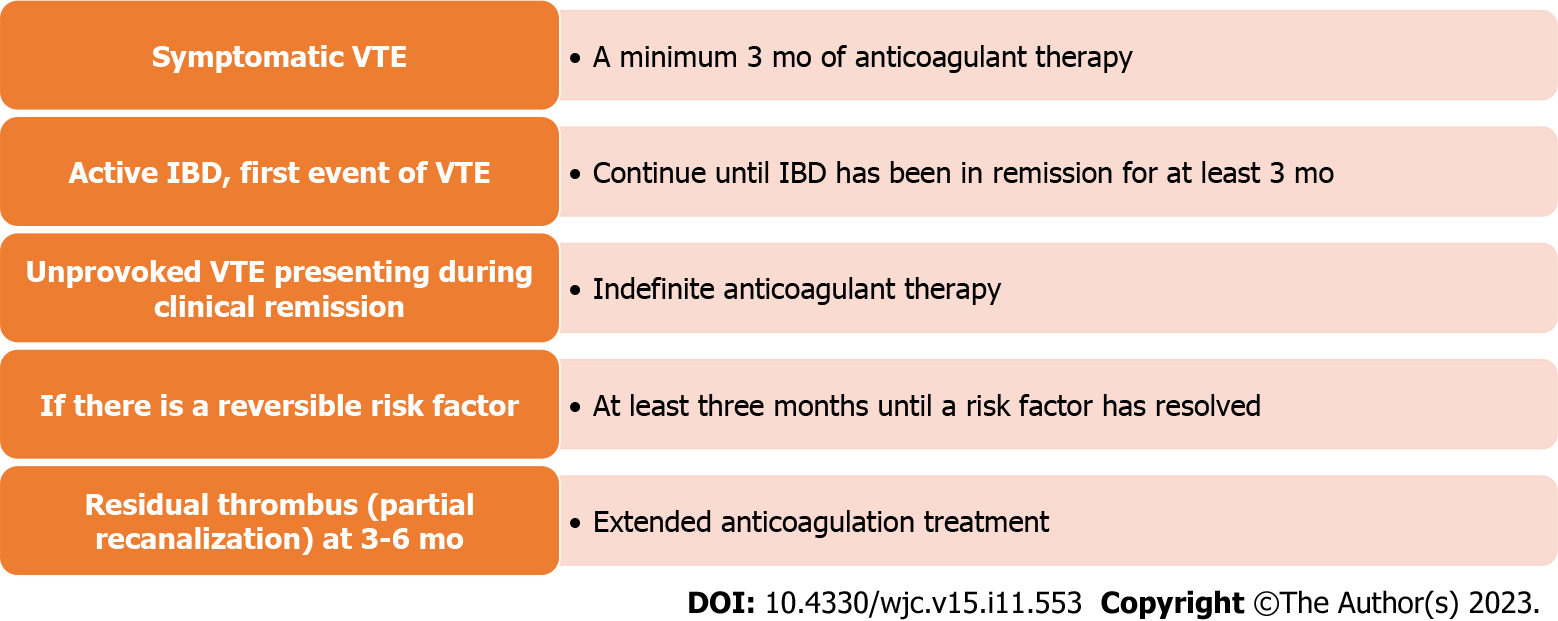 Symptomatic VTE
• A minimum 3 mo of anticoagulant therapy
Active IBD, first event of VTE
• Continue until IBD has been in remission for at least 3 mo
Unprovoked VTE presenting during
clinical remission
• Indefinite anticoagulant therapy
If there is a reversible risk factor
• At least three months until a risk factor has resolved
Residual thrombus (partial
recanalization) at 3-6 mo
• Extended anticoagulation treatment
DOI: 10.4330/wjc.v15.i11.553 Copyright ©The Author(s) 2023.